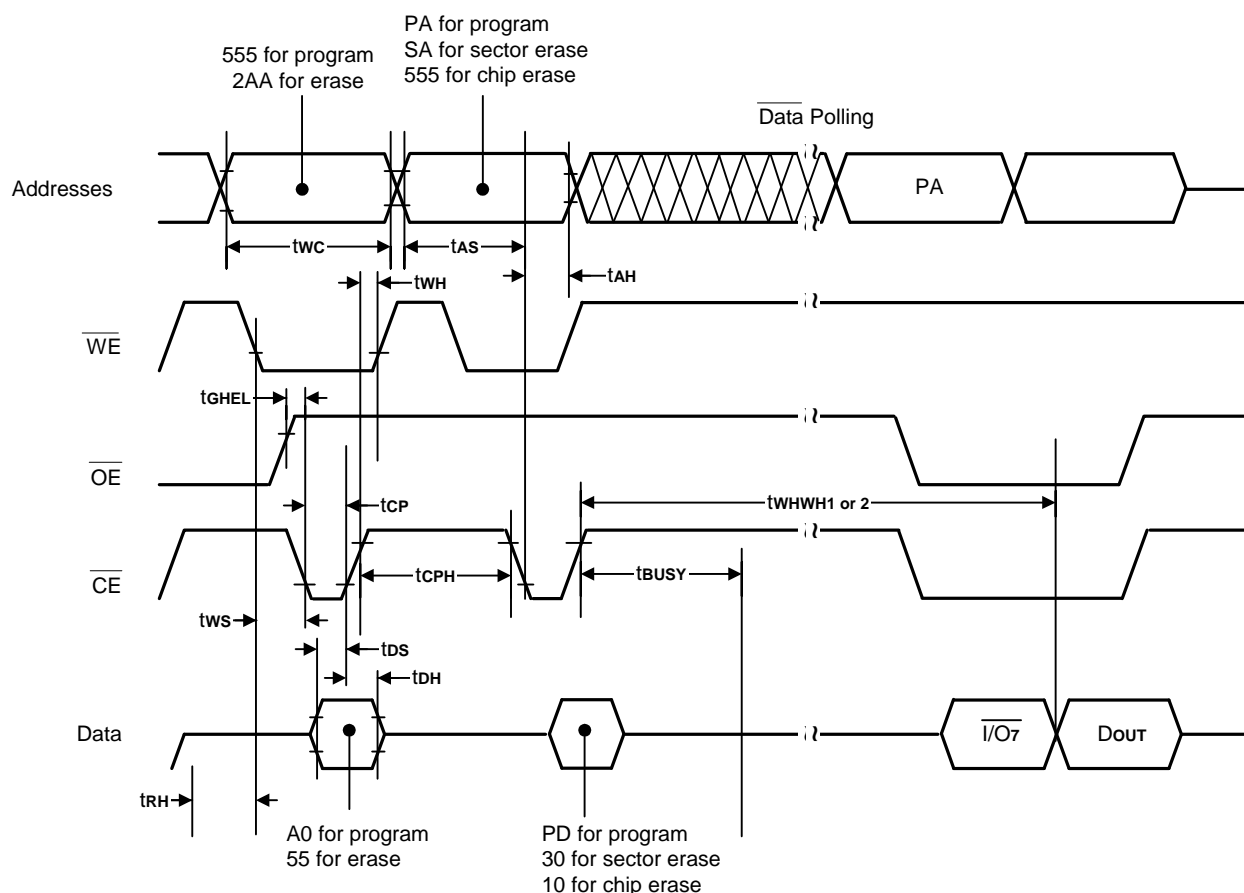 PA for program
SA for sector erase
555 for chip erase
555 for program
2AA for erase
Data Polling
Addresses
PA
tWC
tAS
tWH
tAH
WE
tGHEL
OE
tCP
tWHWH1 or 2
CE
tCPH
tBUSY
tWS
tDS
tDH
Data
I/O7
DOUT
tRH
A0 for program
55 for erase
PD for program
30 for sector erase
10 for chip erase